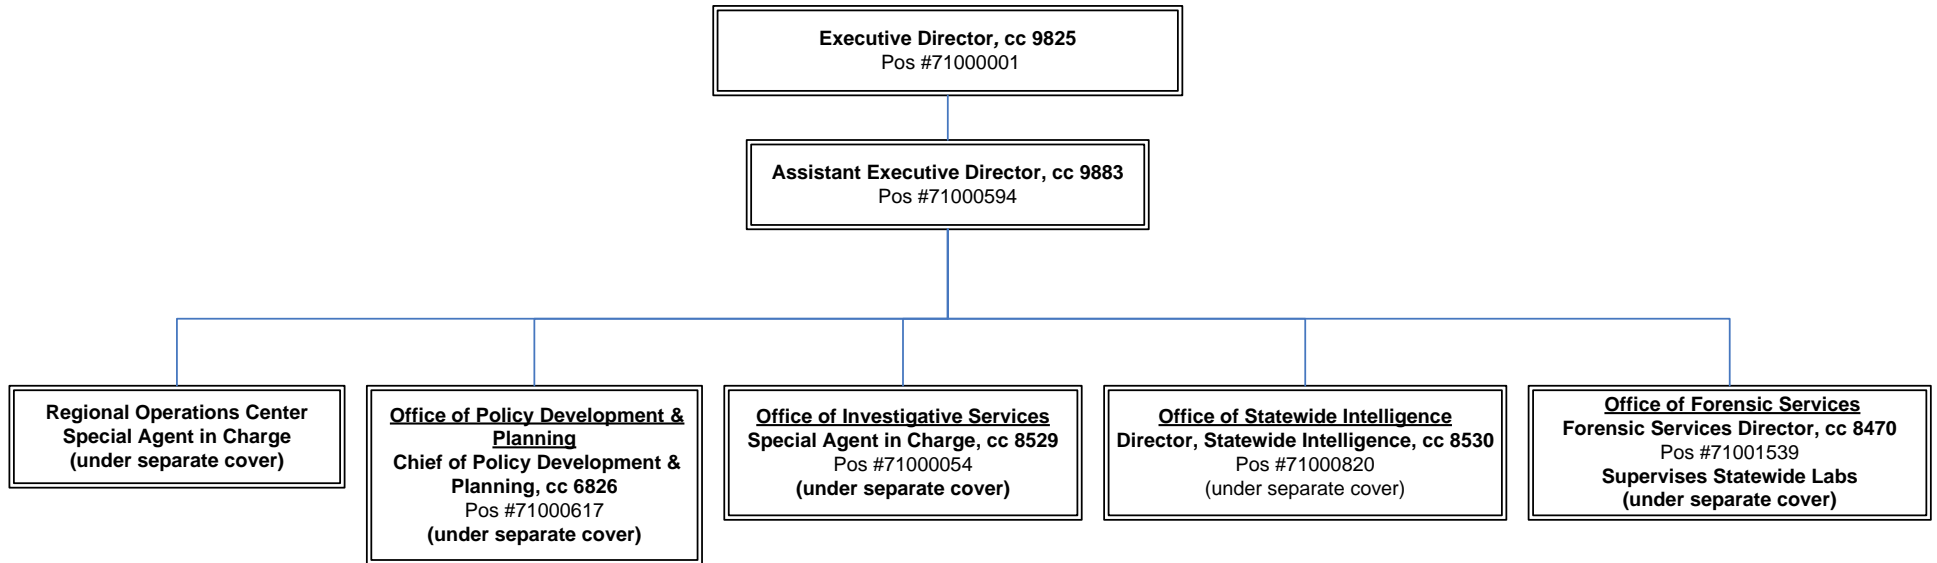 Executive Director, cc 9825
Pos #71000001
Assistant Executive Director, cc 9883
Pos #71000594
Regional Operations Center
Special Agent in Charge
(under separate cover)
Office of Policy Development &
Planning
Chief of Policy Development &
Planning, cc 6826
Pos #71000617
(under separate cover)
Office of Investigative Services
Special Agent in Charge, cc 8529
Pos #71000054
(under separate cover)
Office of Statewide Intelligence
Director, Statewide Intelligence, cc 8530
Pos #71000820
(under separate cover)
Office of Forensic Services
Forensic Services Director, cc 8470
Pos #71001539
Supervises Statewide Labs
(under separate cover)